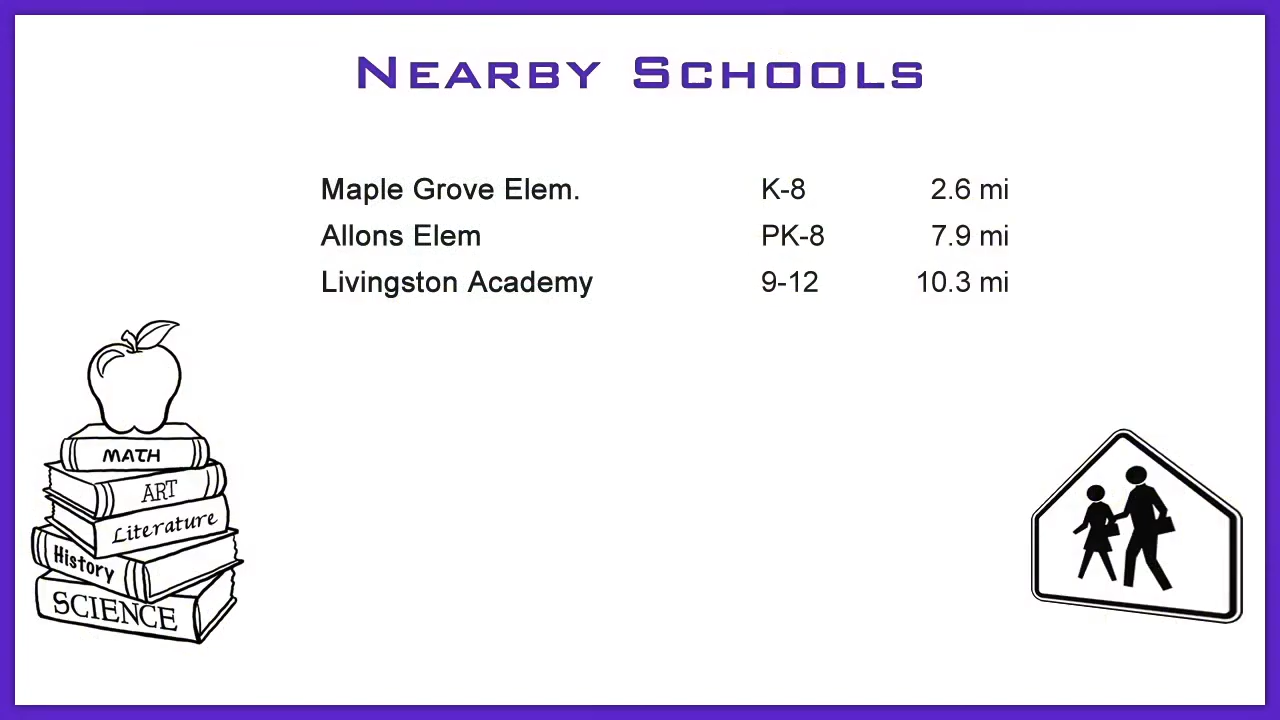 Nearby Schools
Maple Grove Elem. K-8 2.6 mi
Allons Elem PK-8 7.9 mi
Livingston Academy 9-12 10.3 mi
MATH
ART
Literature
History
SCIENCE